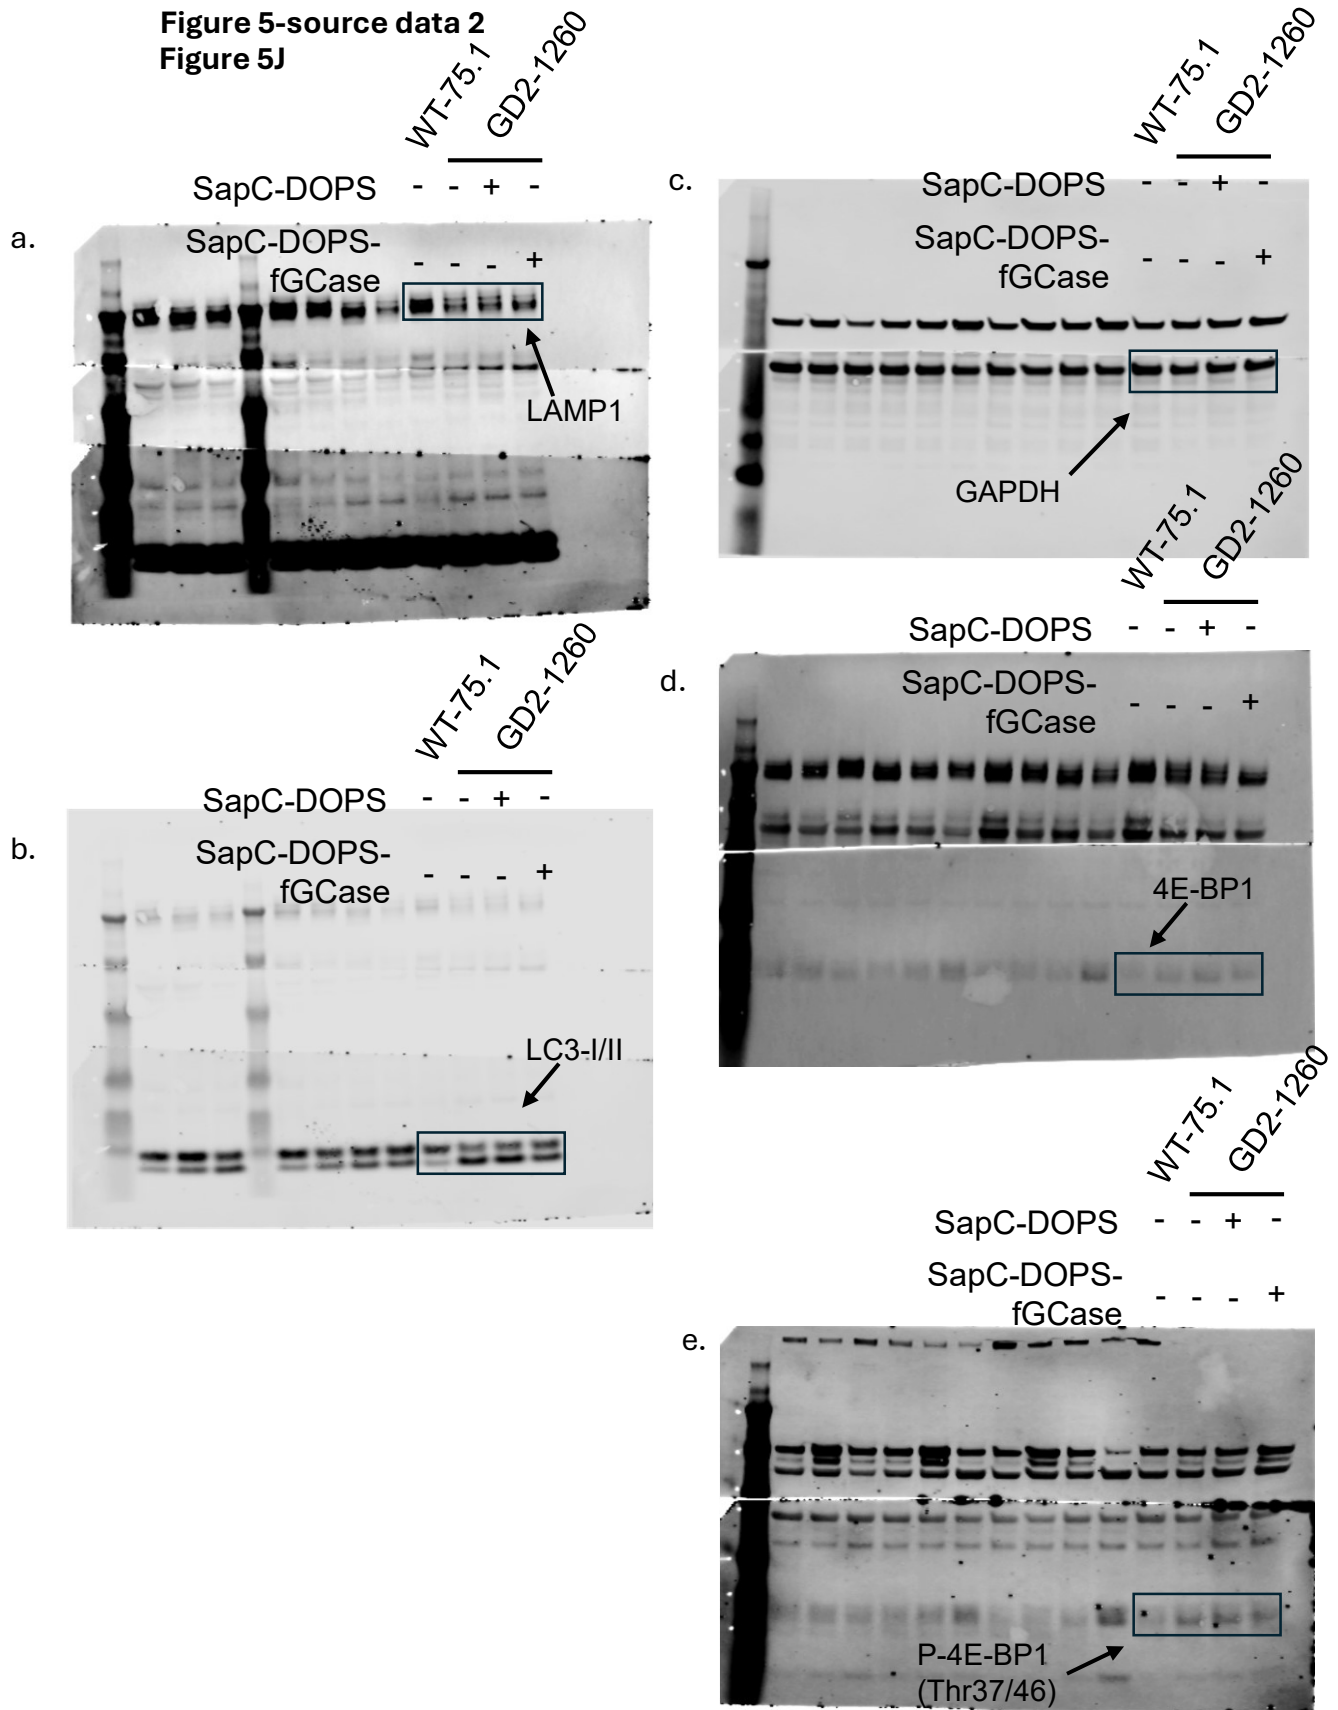 Figure 5-source data 2
Figure 5J
WT-75.1
GD2-1260
SapC-DOPS - - + -
a.
SapC-DOPS-
fGCase - - - +
LAMP1
WT-75.1
GD2-1260
SapC-DOPS - - + -
b.
SapC-DOPS-
fGCase - - - +
LC3-I/II
WT-75.1
GD2-1260
c.
SapC-DOPS - - + -
SapC-DOPS-
fGCase - - - +
GAPDH
WT-75.1
GD2-1260
SapC-DOPS - - + -
d.
SapC-DOPS-
fGCase - - - +
4E-BP1
WT-75.1
GD2-1260
SapC-DOPS - - + -
SapC-DOPS-
fGCase - - - +
e.
P-4E-BP1
(Thr37/46)